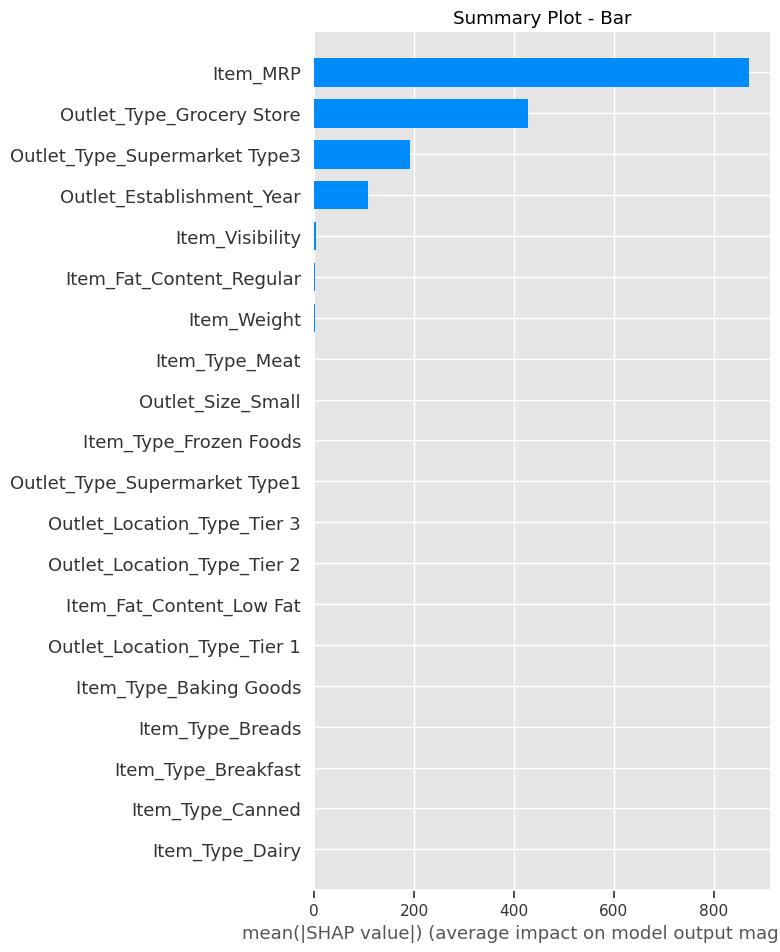 Summary Plot - Bar
Item_MRP
Outlet_Type_Grocery Store
Outlet_Type_Supermarket Type3
Outlet_Establishment_Year
Item_Visibility
Item_Fat_Content_Regular
Item_Weight
Item_Type_Meat
Outlet_Size_Small
Item_Type_Frozen Foods
Outlet_Type_Supermarket Type1
Outlet_Location_Type_Tier 3
Outlet_Location_Type_Tier 2
Item_Fat_Content_Low Fat
Outlet_Location_Type_Tier 1
Item_Type_Baking Goods
Item_Type_Breads
Item_Type_Breakfast
Item_Type_Canned
Item_Type_Dairy
0 200 400 600 800
mean(|SHAP value|) (average impact on model output mag